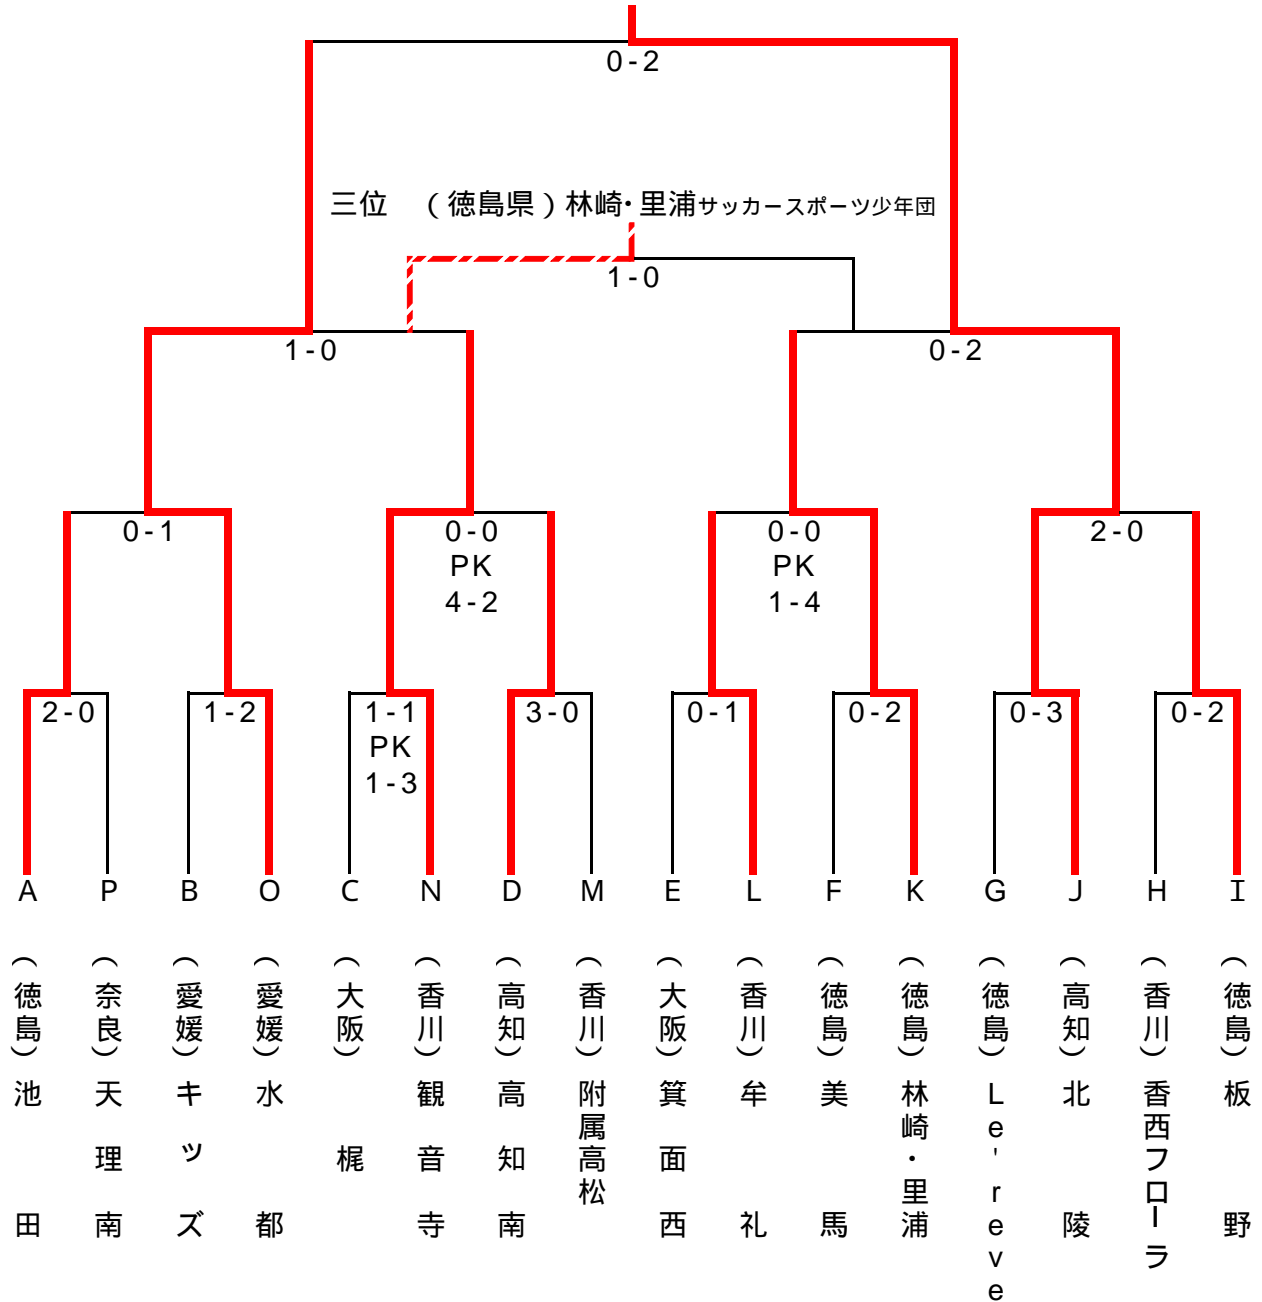 0-2
三位　（徳島県）林崎・里浦サッカースポーツ少年団
1-0
1-0
0-2
0-1
0-0
PK
4-2
0-0
PK
1-4
2-0
2-0
1-2
1-1
PK
1-3
3-0
0-1
0-2
0-3
0-2
A P B O C N D M E L F K G J H I
（徳島）池田
（奈良）天理南
（愛媛）キッズ
（愛媛）水都
（大阪）梶
（香川）観音寺
（高知）高知南
（香川）附属高松
（大阪）箕面西
（香川）牟礼
（徳島）美馬
（徳島）林崎・里浦
（徳島）Le'reve
（高知）北陵
（香川）香西フローラ
（徳島）板野